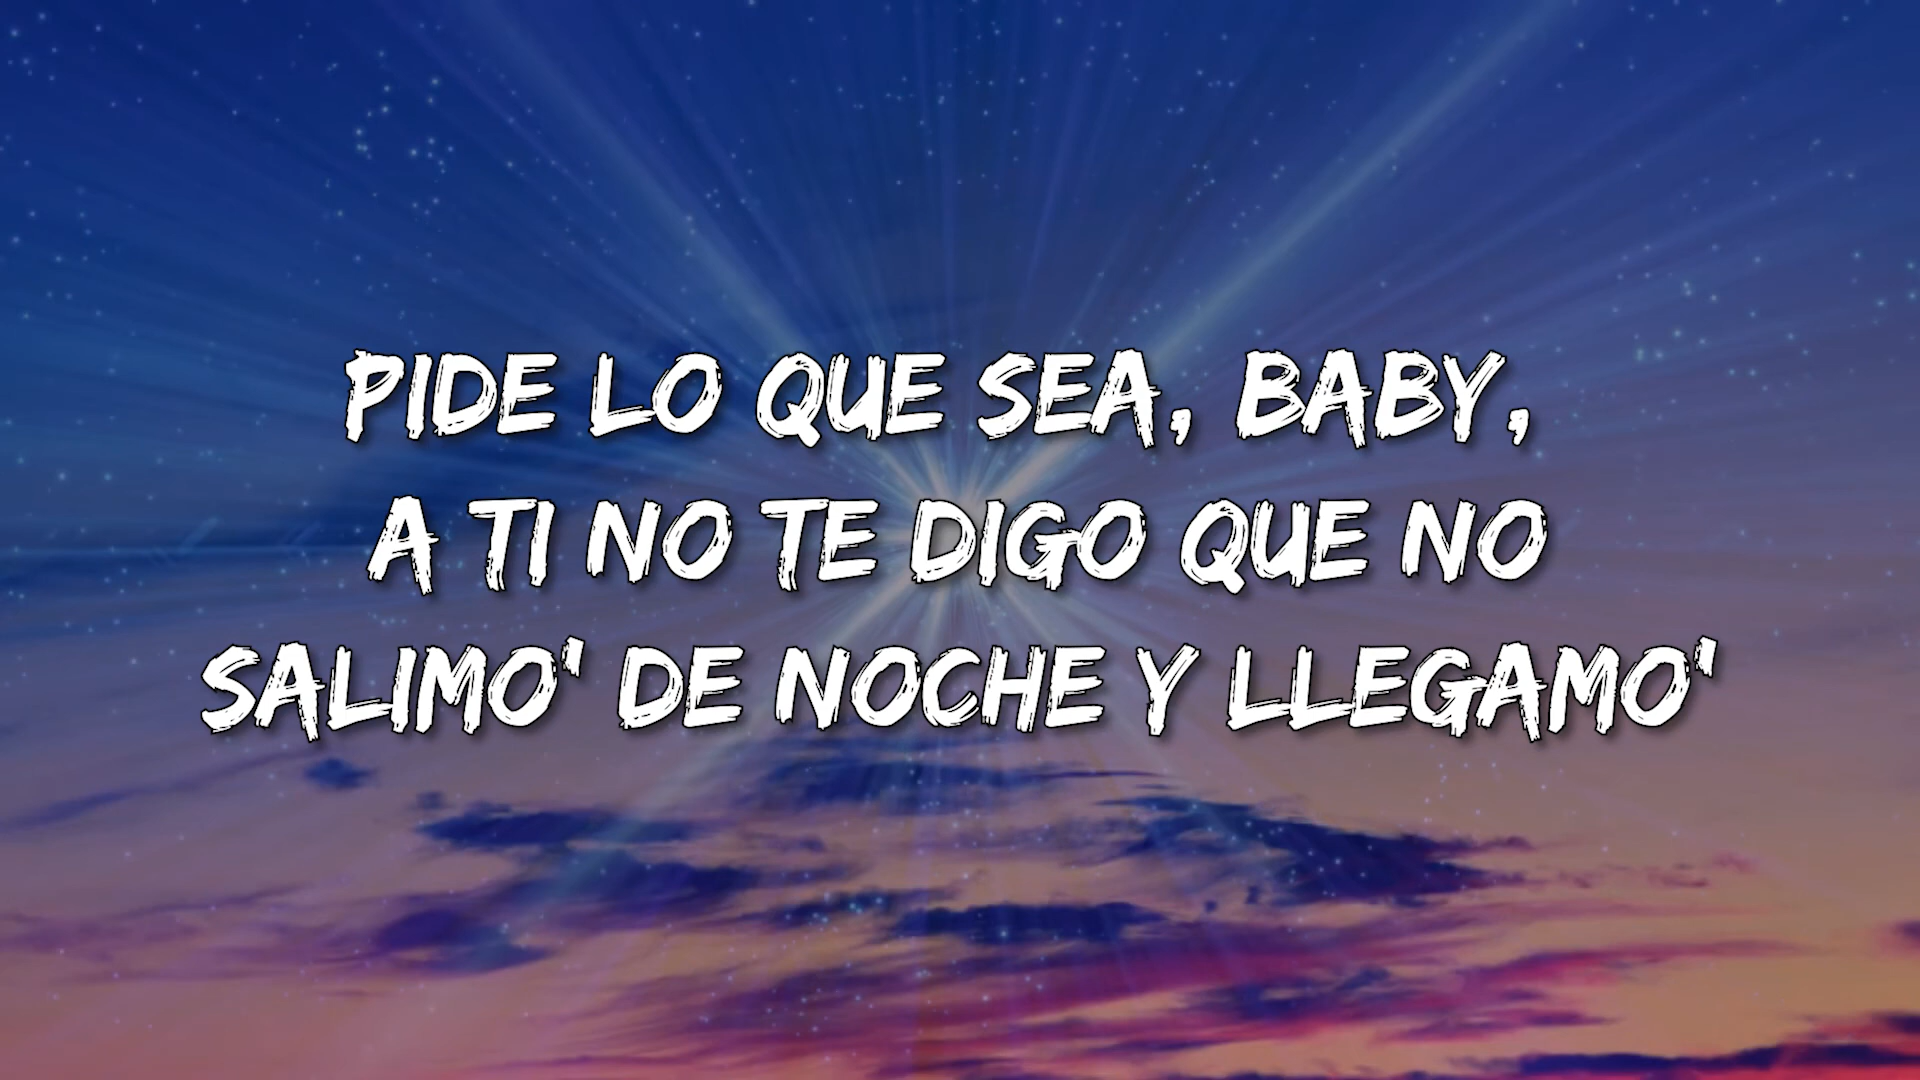 PIDE LO QUE SEA, BABY,
A TI NO TE DIGO QUE NO
SALIMO' DE NOCHE Y LLEGAMO'